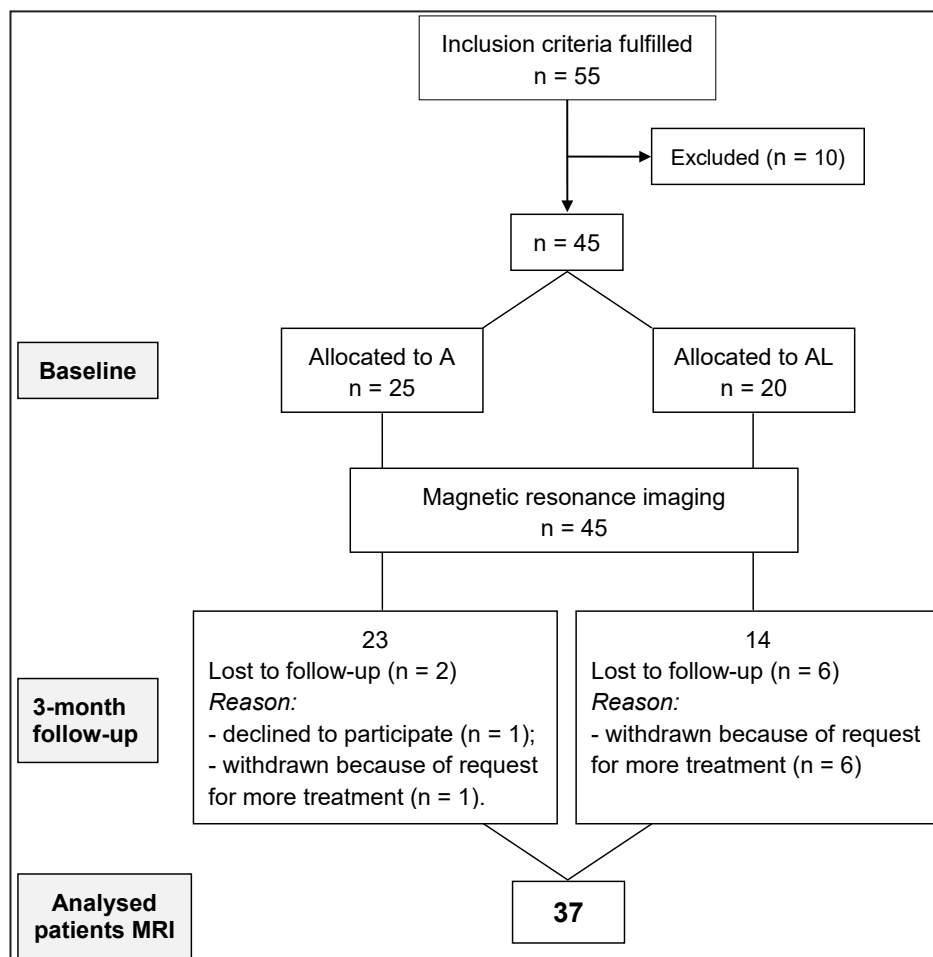 Inclusion criteria fulfilled
n = 55
Excluded (n = 10)
n = 45
Baseline
Allocated to A
n = 25
Allocated to AL
n = 20
Magnetic resonance imaging
n = 45
3-month
follow-up
23
Lost to follow-up (n = 2)
Reason:
- declined to participate (n = 1);
- withdrawn because of request
for more treatment (n = 1).
14
Lost to follow-up (n = 6)
Reason:
- withdrawn because of request
for more treatment (n = 6)
Analysed
patients MRI
37